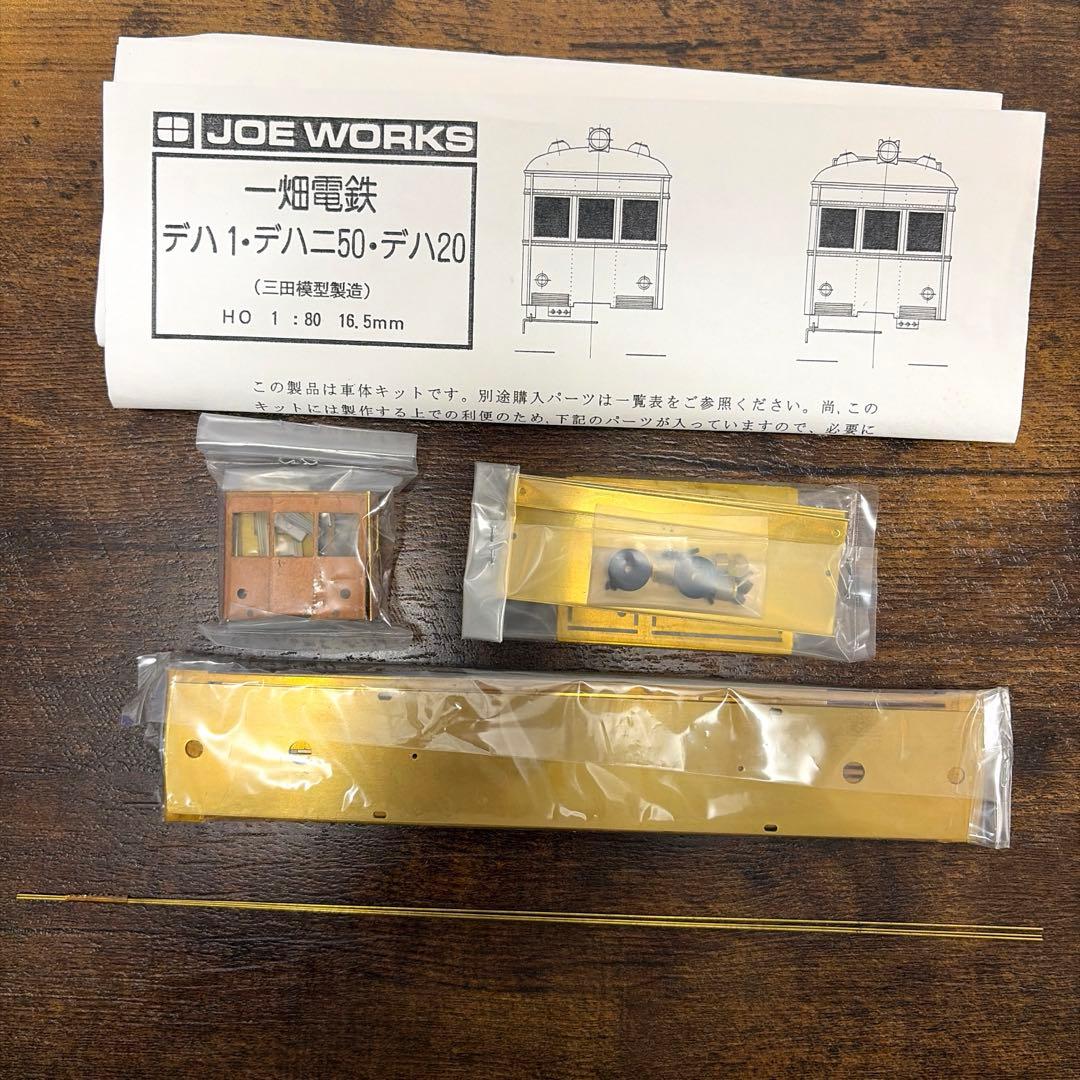 JOE WORKS
一畑電鉄
デハ1・デハニ50・デハ20
（三田模型製造）
HO 1：80 16.5mm
この製品は車体キットです。別途購入パーツは一覧表をご参照ください。尚，この
キットには製作する上での利便のため，下記のパーツが入っていますので、必要に